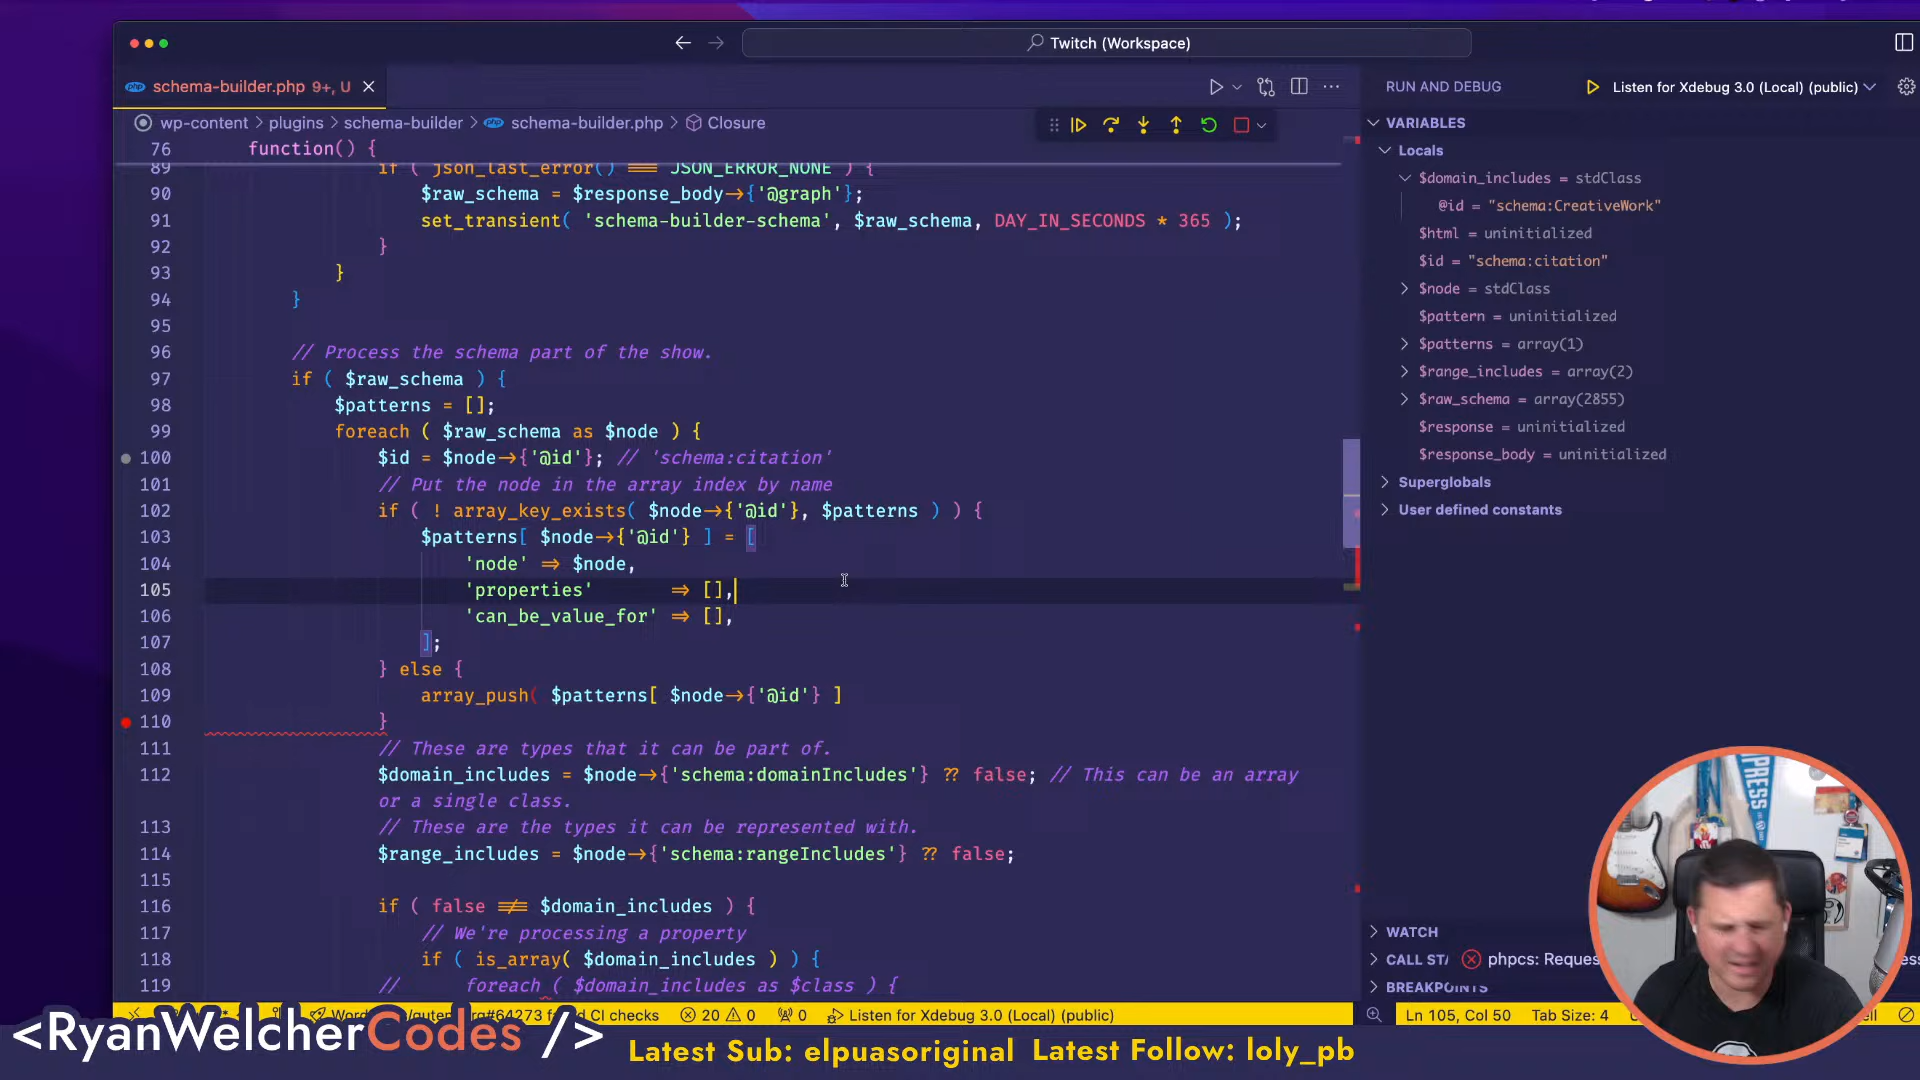 Twitch (Workspace)
schema-builder.php 9+, U
RUN AND DEBUG
Listen for Xdebug 3.0 (Local) (public)
wp-content > plugins > schema-builder > schema-builder.php > Closure
76 function() {
89 if ( json_last_error() === JSON_ERROR_NONE ) {
90 $raw_schema = $response_body->{'@graph'};
91 set_transient( 'schema-builder-schema', $raw_schema, DAY_IN_SECONDS * 365 );
92 }
93 }
94 }
95
96 // Process the schema part of the show.
97 if ( $raw_schema ) {
98 $patterns = [];
99 foreach ( $raw_schema as $node ) {
100 $id = $node->{'@id'}; // 'schema:citation'
101 // Put the node in the array index by name
102 if ( ! array_key_exists( $node->{'@id'}, $patterns ) ) {
103 $patterns[ $node->{'@id'} ] = [
104 'node' => $node,
105 'properties' => [],
106 'can_be_value_for' => [],
107 ];
108 } else {
109 array_push( $patterns[ $node->{'@id'} ]
110 }
111 // These are types that it can be part of.
112 $domain_includes = $node->{'schema:domainIncludes'} ?? false; // This can be an array
or a single class.
113 // These are the types it can be represented with.
114 $range_includes = $node->{'schema:rangeIncludes'} ?? false;
115
116 if ( false !== $domain_includes ) {
117 // We're processing a property
118 if ( is_array( $domain_includes ) ) {
119 // foreach ( $domain_includes as $class ) {
VARIABLES
Locals
$domain_includes = stdClass
@id = "schema:CreativeWork"
$html = uninitialized
$id = "schema:citation"
$node = stdClass
$pattern = uninitialized
$patterns = array(1)
$range_includes = array(2)
$raw_schema = array(2855)
$response = uninitialized
$response_body = uninitialized
Superglobals
User defined constants
WATCH
CALL STA
phpcs: Reques
BREAKPOINTS
#64273
CI checks
20 0
0
Listen for Xdebug 3.0 (Local) (public)
Ln 105, Col 50
Tab Size: 4
<RyanWelcherCodes />
Latest Sub: elpuasoriginal
Latest Follow: loly_pb